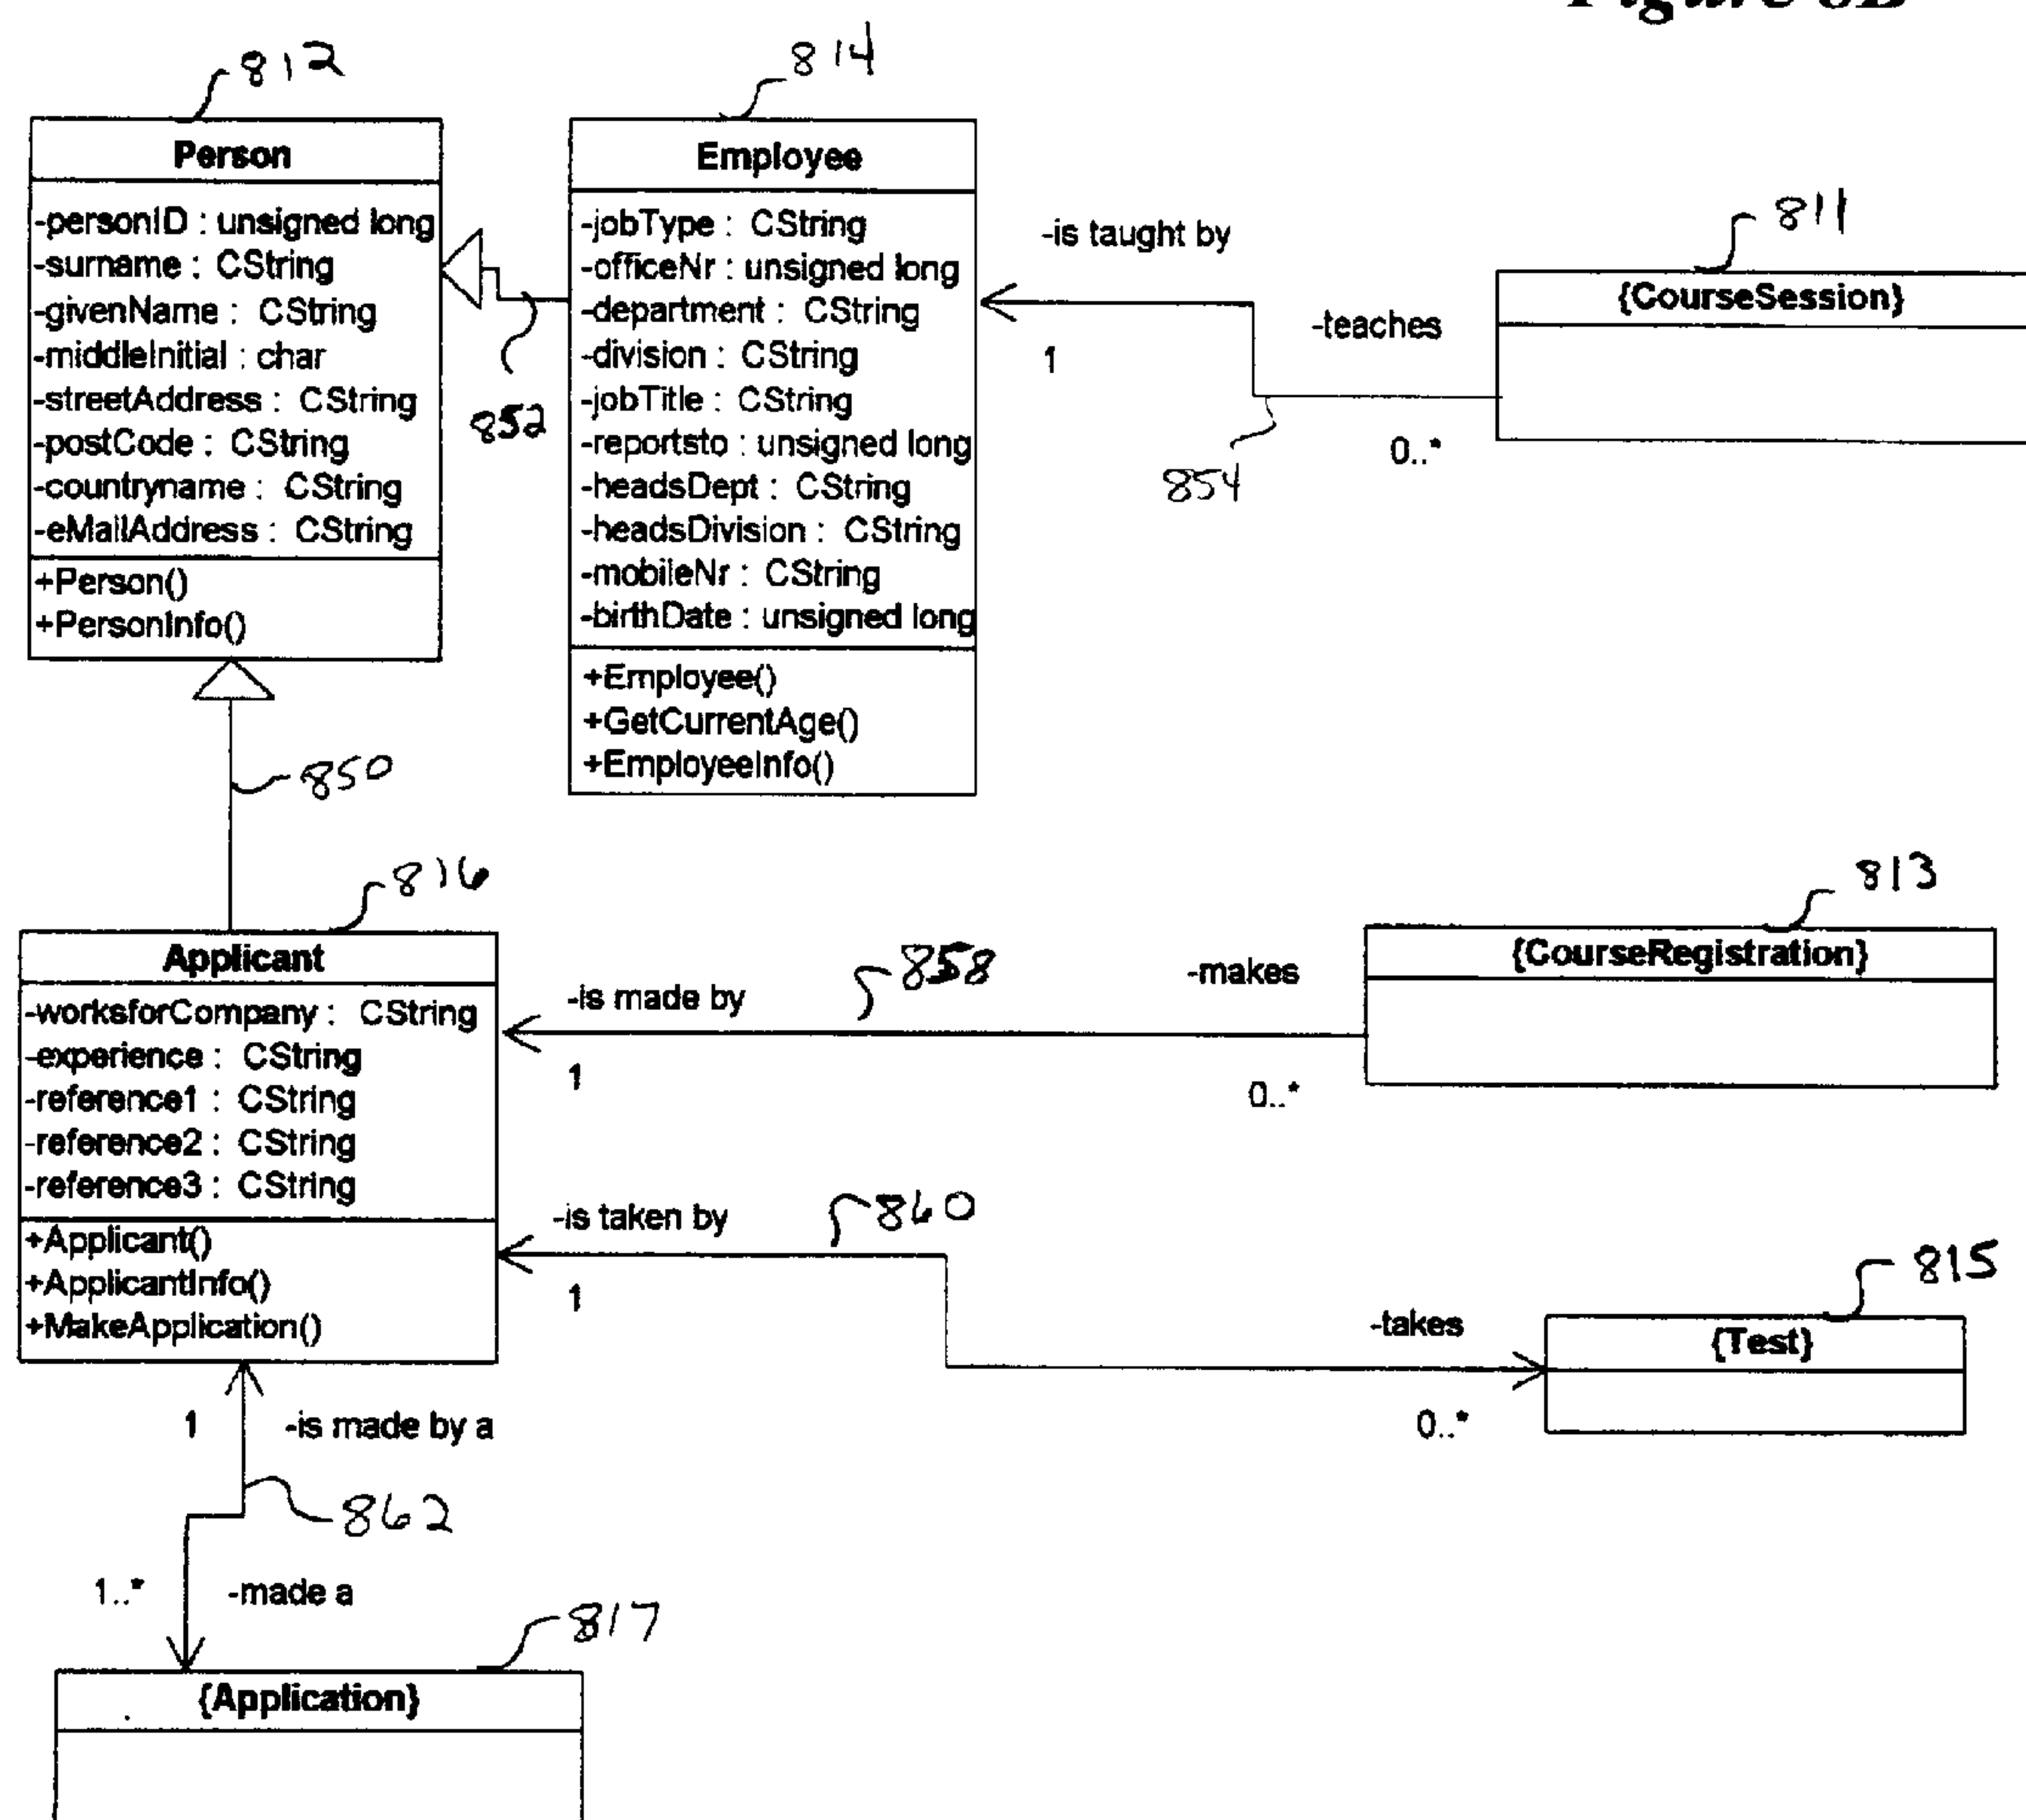 812
Person
-personID : unsigned long
-surname : CString
-givenName : CString
-middleInitial : char
-streetAddress : CString
-postCode : CString
-countryname : CString
-eMailAddress : CString
+Person()
+PersonInfo()
852
814
Employee
-jobType : CString
-officeNr : unsigned long
-department : CString
-division : CString
-jobTitle : CString
-reportsto : unsigned long
-headsDept : CString
-headsDivision : CString
-mobileNr : CString
-birthDate : unsigned long
+Employee()
+GetCurrentAge()
+EmployeeInfo()
-is taught by
1
-teaches
0..*
854
811
{CourseSession}
850
816
Applicant
-worksforCompany : CString
-experience : CString
-reference1 : CString
-reference2 : CString
-reference3 : CString
+Applicant()
+ApplicantInfo()
+MakeApplication()
-is made by
1
858
-makes
0..*
813
{CourseRegistration}
-is taken by
1
860
-takes
0..*
815
{Test}
1
-is made by a
862
1..*
-made a
817
{Application}